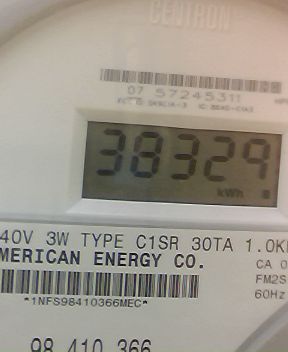 CENTRON
07 57245311
38329
kWh
40V 3W TYPE C1SR 30TA 1.0K
MERICAN ENERGY CO.
CA 0
FM2S
60Hz
*1NFS98410366MEC*
98 410 366